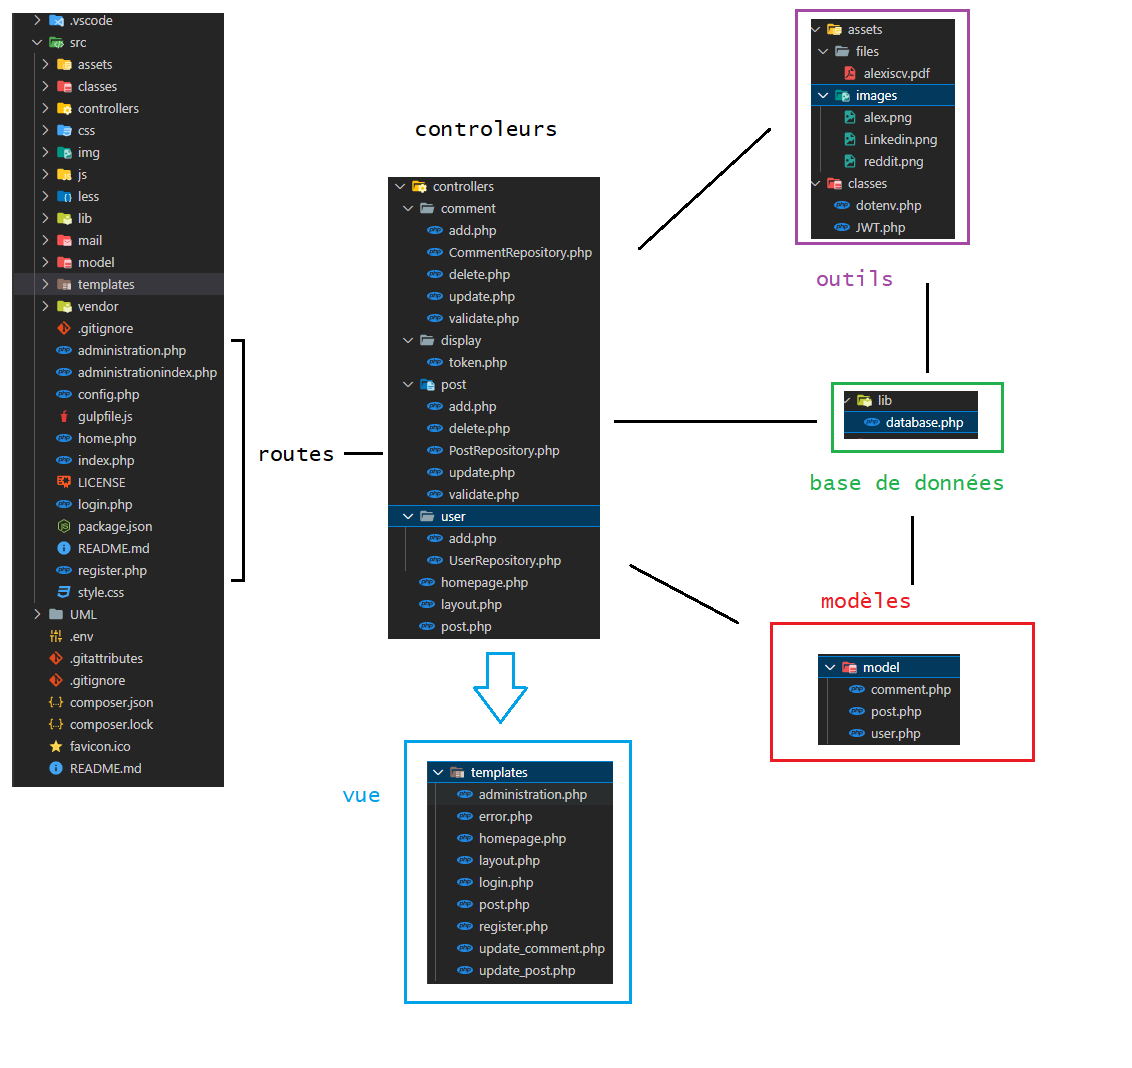 .vscode
src
assets
classes
controllers
css
img
js
less
lib
mail
model
templates
vendor
.gitignore
administration.php
administrationindex.php
config.php
gulpfile.js
home.php
index.php
LICENSE
login.php
package.json
README.md
register.php
style.css
UML
.env
.gitattributes
.gitignore
composer.json
composer.lock
favicon.ico
README.md
routes
controleurs
controllers
comment
add.php
CommentRepository.php
delete.php
update.php
validate.php
display
token.php
post
add.php
delete.php
PostRepository.php
update.php
validate.php
user
add.php
UserRepository.php
homepage.php
layout.php
post.php
vue
templates
administration.php
error.php
homepage.php
layout.php
login.php
post.php
register.php
update_comment.php
update_post.php
assets
files
alexiscv.pdf
images
alex.png
Linkedin.png
reddit.png
classes
dotenv.php
JWT.php
outils
lib
database.php
base de données
modèles
model
comment.php
post.php
user.php